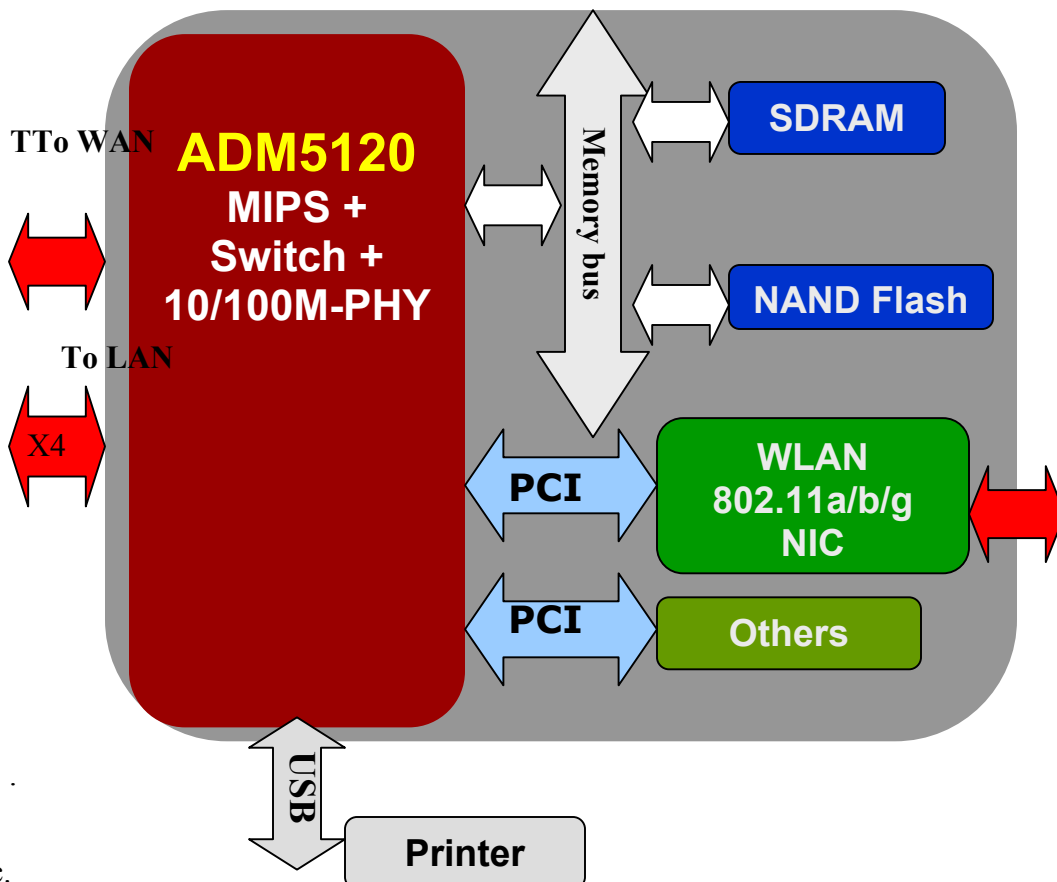 TTo WAN
ADM5120
MIPS +
Switch +
10/100M-PHY
To LAN
X4
Memory bus
SDRAM
NAND Flash
PCI
WLAN
802.11a/b/g
NIC
PCI
Others
USB
Printer
.
c.